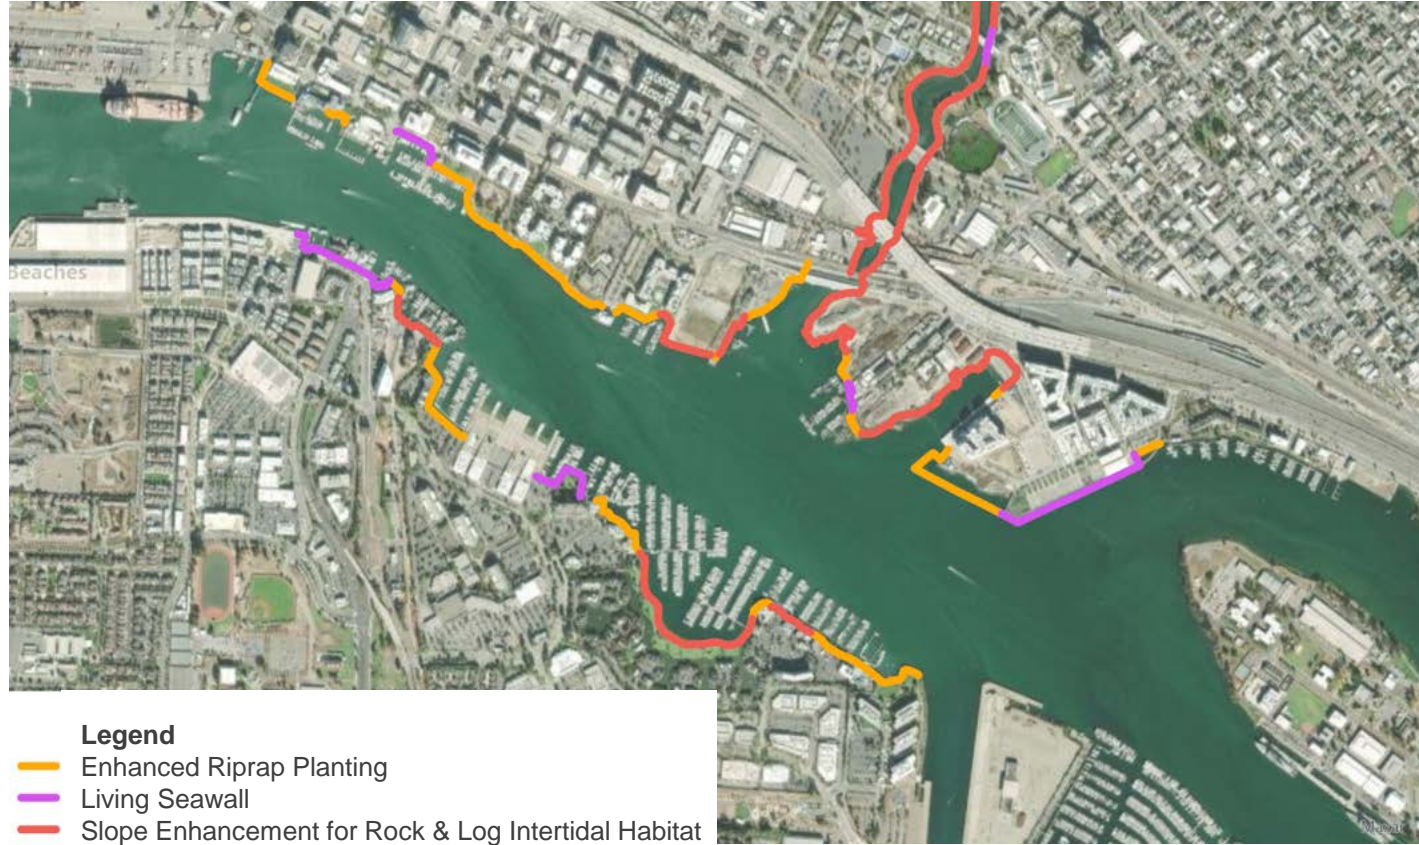 Beaches
Legend
Enhanced Riprap Planting
Living Seawall
Slope Enhancement for Rock & Log Intertidal Habitat